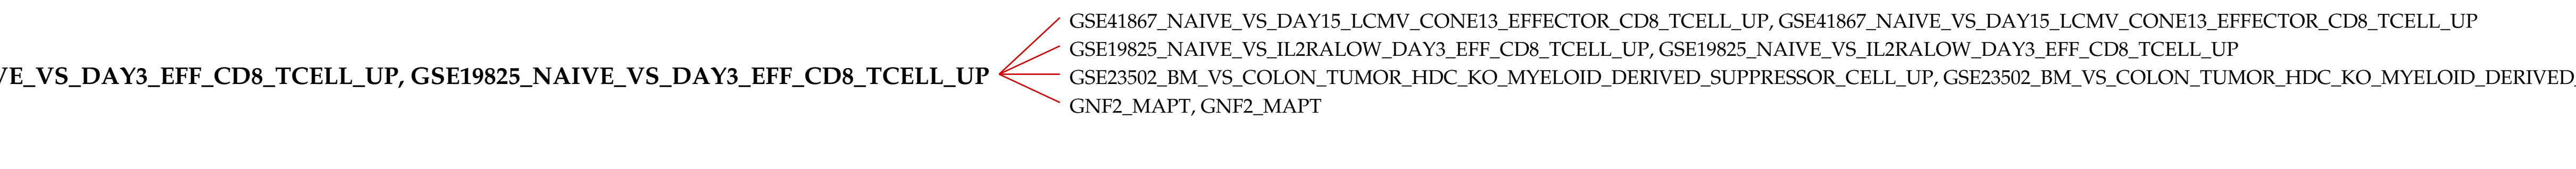 VE_VS_DAY3_EFF_CD8_TCELL_UP, GSE19825_NAIVE_VS_DAY3_EFF_CD8_TCELL_UP
GSE41867_NAIVE_VS_DAY15_LCMV_CONE13_EFFECTOR_CD8_TCELL_UP, GSE41867_NAIVE_VS_DAY15_LCMV_CONE13_EFFECTOR_CD8_TCELL_UP
GSE19825_NAIVE_VS_IL2RALOW_DAY3_EFF_CD8_TCELL_UP, GSE19825_NAIVE_VS_IL2RALOW_DAY3_EFF_CD8_TCELL_UP
GSE23502_BM_VS_COLON_TUMOR_HDC_KO_MYELOID_DERIVED_SUPPRESSOR_CELL_UP, GSE23502_BM_VS_COLON_TUMOR_HDC_KO_MYELOID_DERIVED_
GNF2_MAPT, GNF2_MAPT